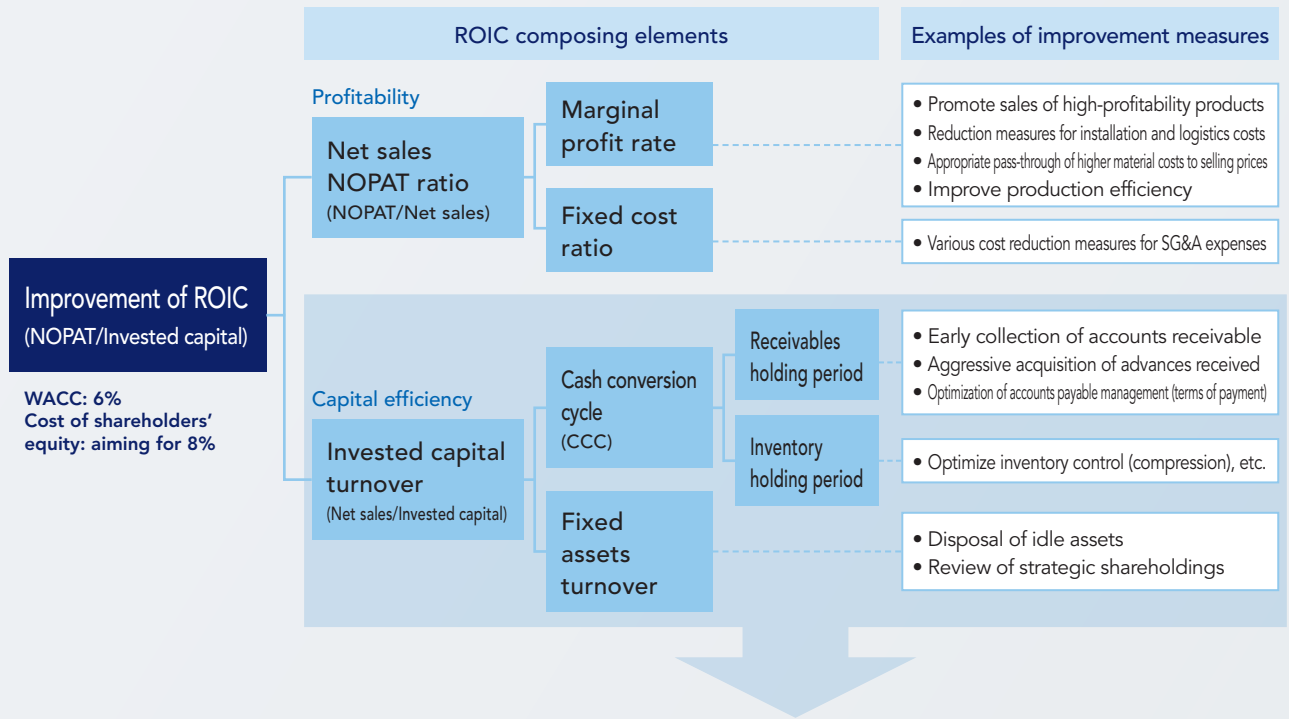 ROIC composing elements
Examples of improvement measures
Profitability
Net sales
NOPAT ratio
(NOPAT/Net sales)
Marginal
profit rate
• Promote sales of high-profitability products
• Reduction measures for installation and logistics costs
• Appropriate pass-through of higher material costs to selling prices
• Improve production efficiency
Fixed cost
ratio
• Various cost reduction measures for SG&A expenses
Improvement of ROIC
(NOPAT/Invested capital)
WACC: 6%
Cost of shareholders'
equity: aiming for 8%
Capital efficiency
Invested capital
turnover
(Net sales/Invested capital)
Cash conversion
cycle
(CCC)
Receivables
holding period
• Early collection of accounts receivable
• Aggressive acquisition of advances received
• Optimization of accounts payable management (terms of payment)
Inventory
holding period
• Optimize inventory control (compression), etc.
Fixed
assets
turnover
• Disposal of idle assets
• Review of strategic shareholdings